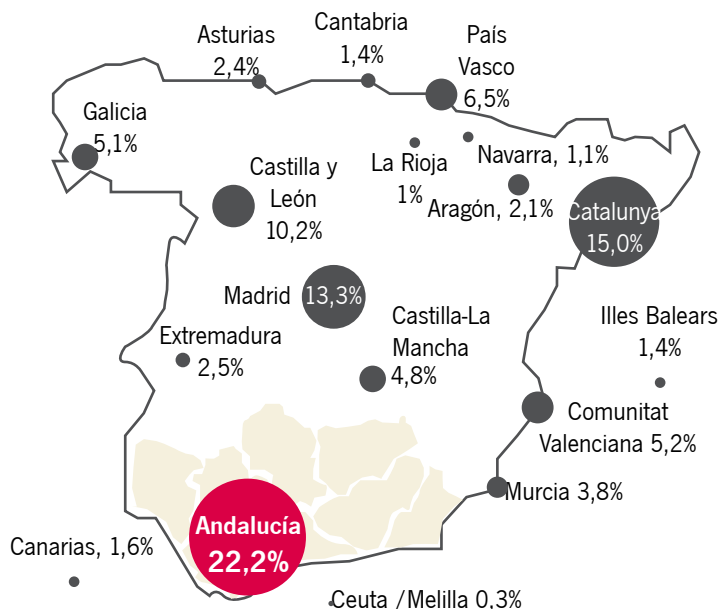 Asturias
2,4%
Cantabria
1,4%
País
Vasco
6,5%
Galicia
5,1%
Castilla y
León
10,2%
La Rioja
1%
Navarra, 1,1%
Aragón, 2,1%
Catalunya
15,0%
Madrid 13,3%
Castilla-La
Mancha
4,8%
Illes Balears
1,4%
Extremadura
2,5%
Comunitat
Valenciana 5,2%
Murcia 3,8%
Andalucía
22,2%
Canarias, 1,6%
Ceuta /Melilla 0,3%